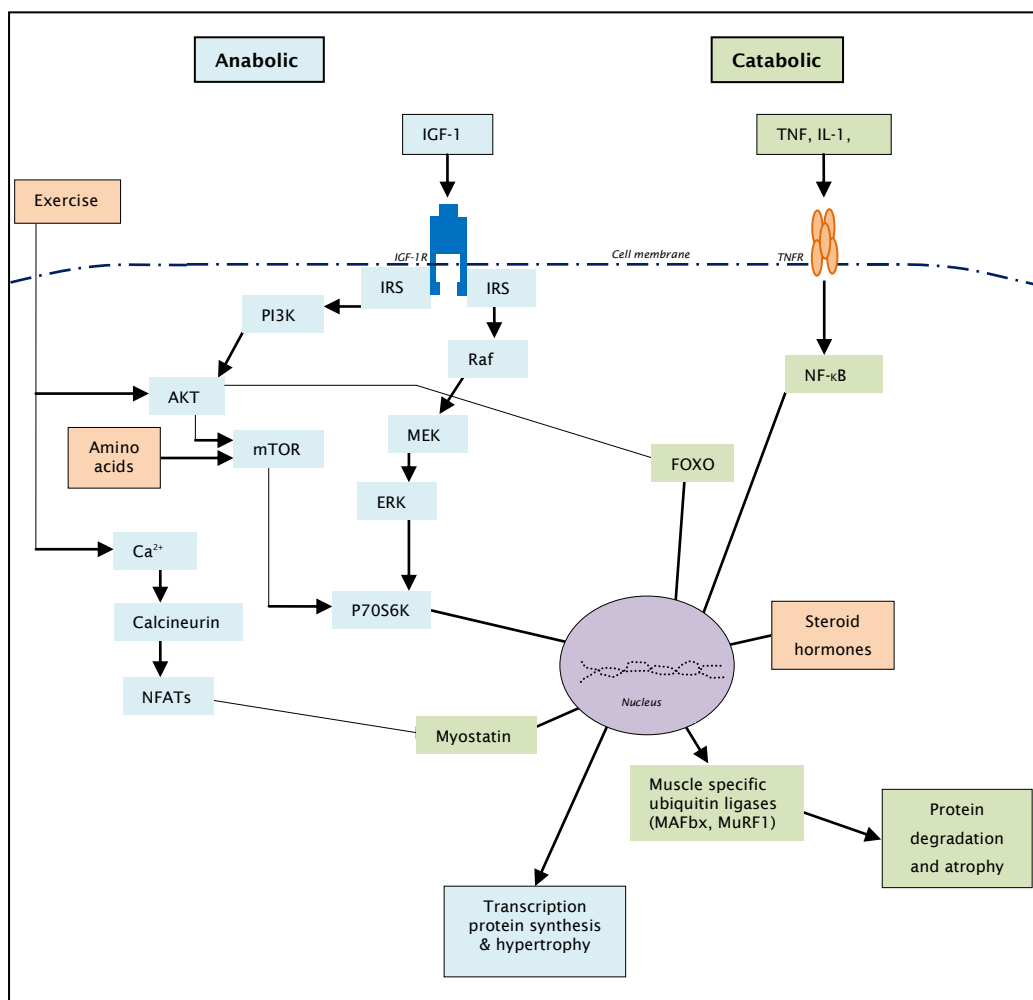 Anabolic
Catabolic
IGF-1
TNF, IL-1,
Exercise
IGF-1R
Cell membrane
TNFR
IRS
IRS
PI3K
Raf
NF-κB
AKT
MEK
Amino
acids
mTOR
FOXO
ERK
Ca²⁺
P70S6K
Calcineurin
Steroid
hormones
NFATs
Nucleus
Myostatin
Muscle specific
ubiquitin ligases
(MAFbx, MuRF1)
Protein
degradation
and atrophy
Transcription
protein synthesis
& hypertrophy